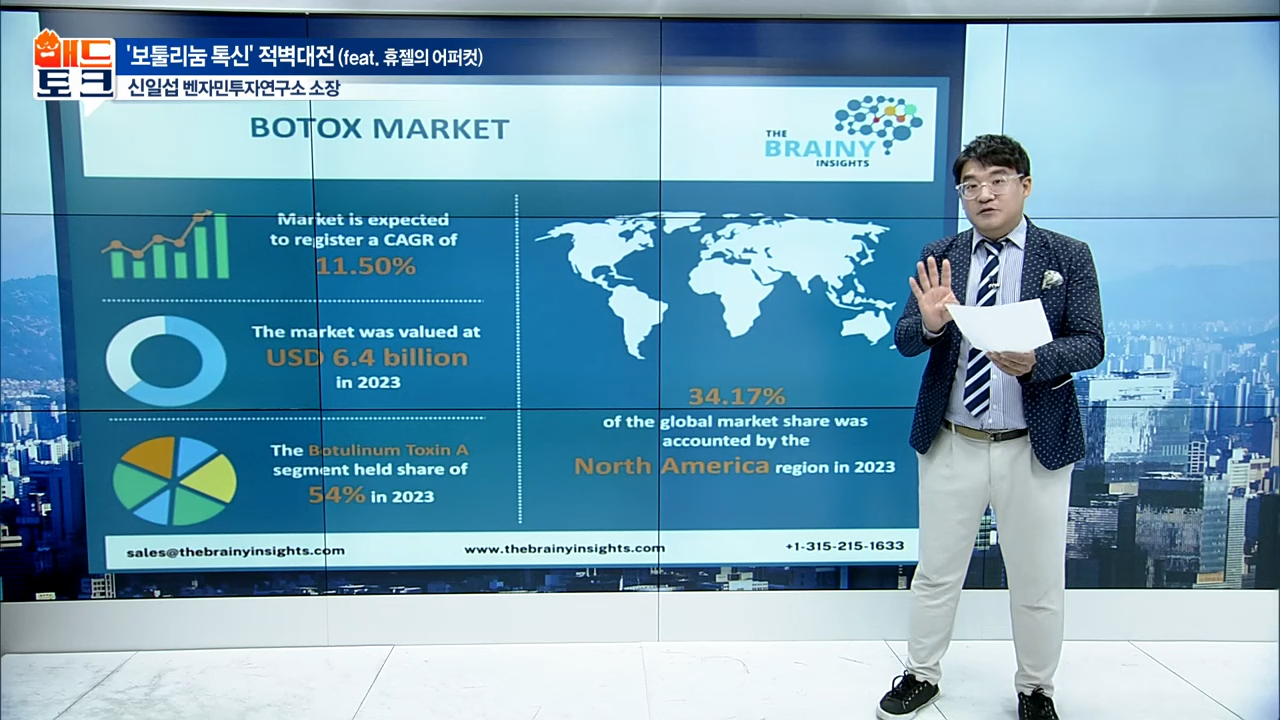 매드
토크
'보툴리눔 톡신' 적벽대전 (feat. 휴젤의 어퍼컷)
신일섭 벤자민투자연구소 소장
BOTOX MARKET
THE
BRAINY
INSIGHTS
Market is expected
to register a CAGR of
11.50%
The market was valued at
USD 6.4 billion
in 2023
The Botulinum Toxin A
segment held share of
54% in 2023
34.17%
of the global market share was
accounted by the
North America region in 2023
sales@thebrainyinsights.com
www.thebrainyinsights.com
+1-315-215-1633